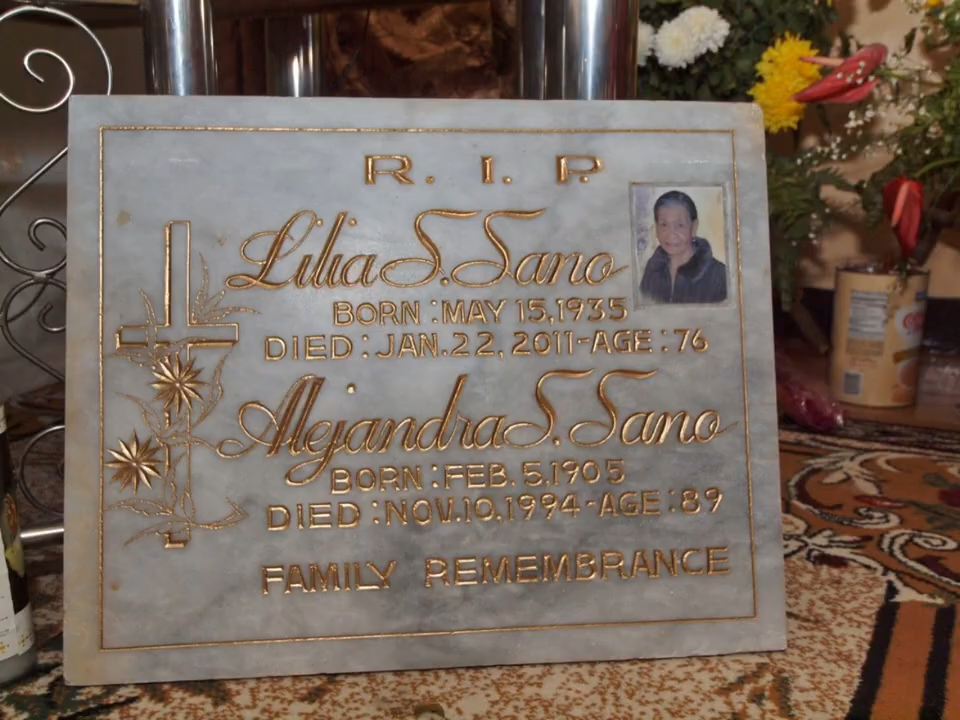 R. I. P.
Lilia S. Sano
BORN : MAY 15, 1935
DIED : JAN. 22, 2011-AGE : 76
Alejandra S. Sano
BORN : FEB. 5.1905
DIED : NOV.10.1994-AGE : 89
FAMILY REMEMBRANCE